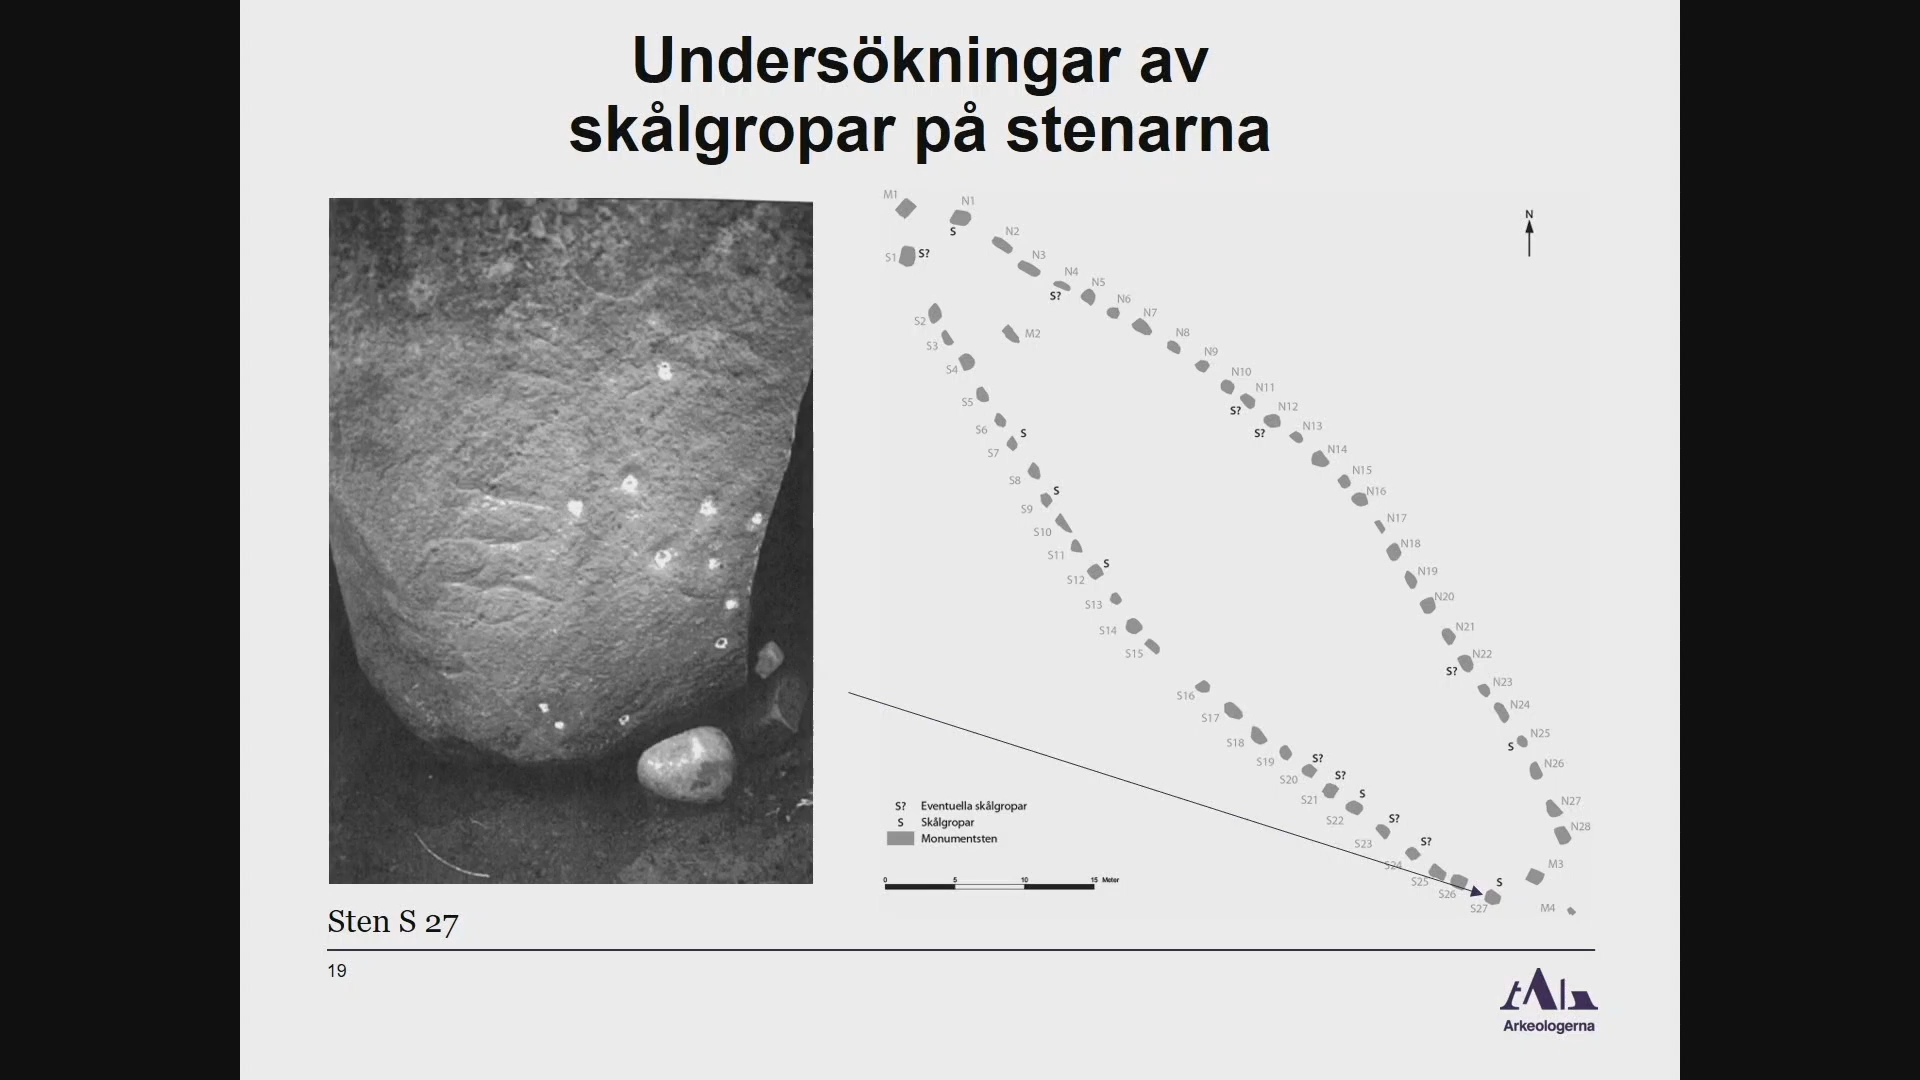 Undersökningar av
skålgropar på stenarna
M1
N1
S
N2
S1
S?
N3
N4
S?
N5
N6
N7
S2
M2
N8
S3
N9
S4
N10
N11
S5
S?
N12
S?
N13
S6
S
S7
N14
N15
S8
S
N16
S9
N17
S10
N18
S11
S
N19
S12
N20
S13
N21
S14
S15
N22
S?
N23
S16
N24
S17
N25
S
S18
N26
S19
S?
S20
S?
N27
S21
S
S22
S?
N28
S23
S?
S24
M3
S25
S
S26
S27
M4
N
S? Eventuella skålgropar
S Skålgropar
Monumentsten
0 5 10 15 Meter
Sten S 27
19
Arkeologerna